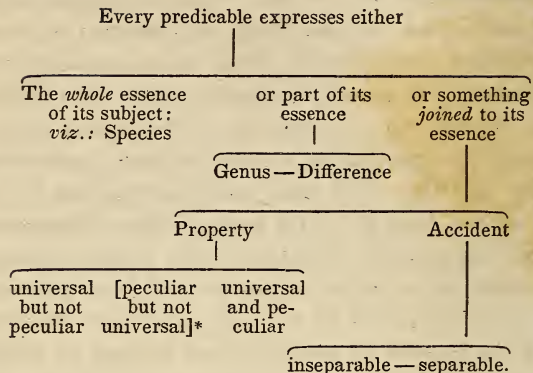 Every predicable expresses either
The whole essence
of its subject:
viz.: Species
or part of its
essence
or something
joined to its
essence
Genus — Difference
Property
Accident
universal
but not
peculiar
[peculiar
but not
universal]*
universal
and pe-
culiar
inseparable — separable.